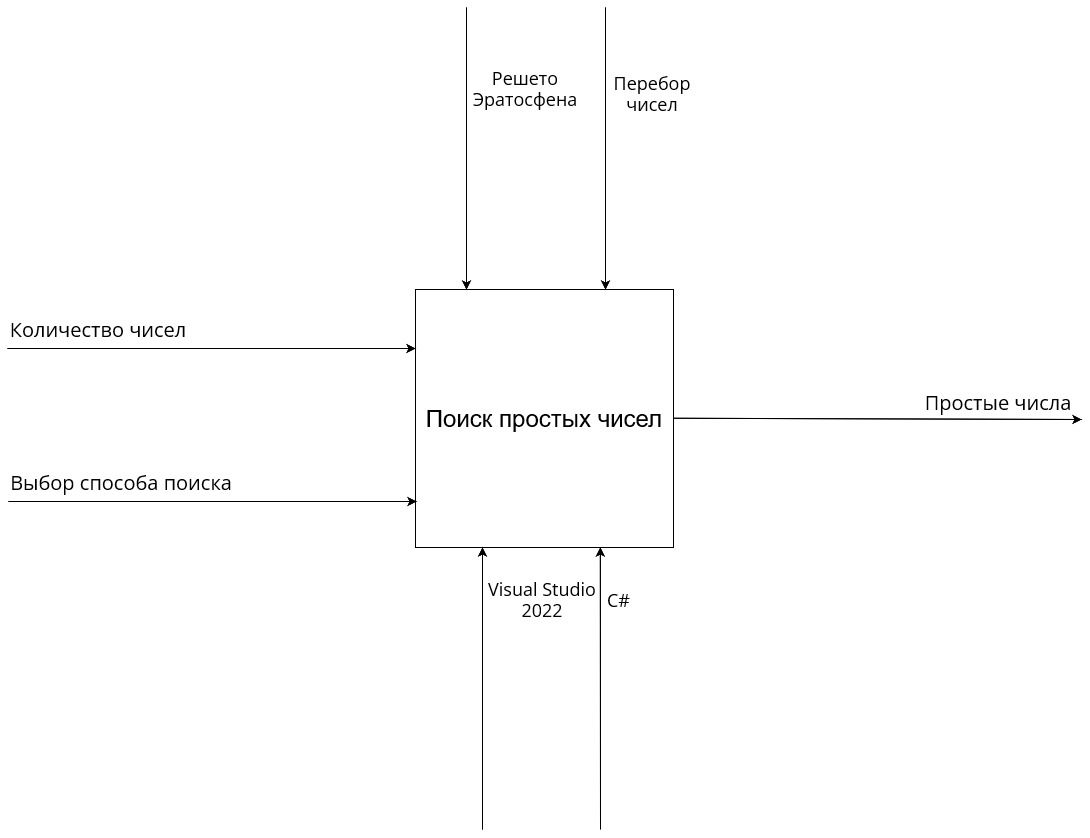 Решето
Эратосфена
Перебор
чисел
Количество чисел
Поиск простых чисел
Простые числа
Выбор способа поиска
Visual Studio
2022
C#